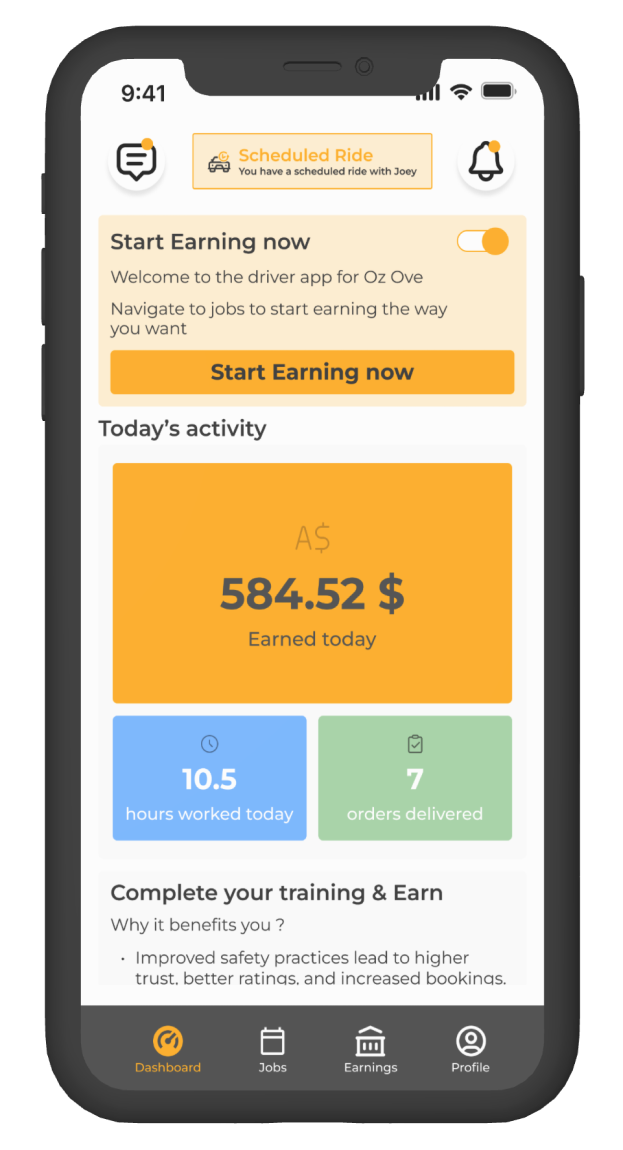 9:41
Scheduled Ride
You have a scheduled ride with Joey
Start Earning now
Welcome to the driver app for Oz Ove
Navigate to jobs to start earning the way
you want
Start Earning now
Today’s activity
A$
584.52 $
Earned today
10.5
hours worked today
7
orders delivered
Complete your training & Earn
Why it benefits you ?
• Improved safety practices lead to higher
trust, better ratings, and increased bookings.
Dashboard
Jobs
Earnings
Profile